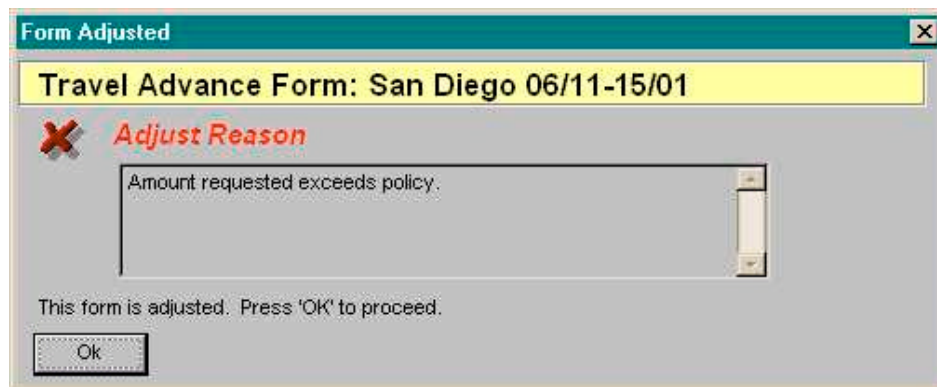 Form Adjusted
Travel Advance Form: San Diego 06/11-15/01
Adjust Reason
Amount requested exceeds policy.
This form is adjusted.  Press 'OK' to proceed.
Ok